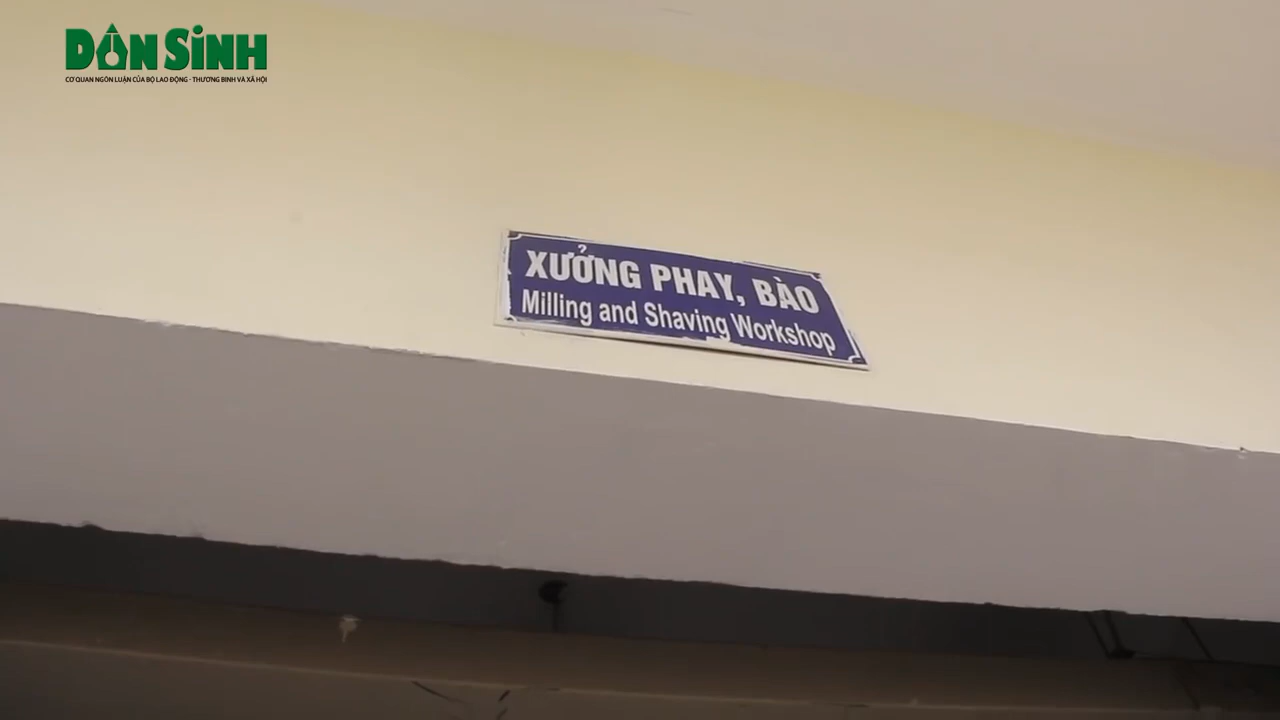 DÂN SiNH
CƠ QUAN NGÔN LUẬN CỦA BỘ LAO ĐỘNG - THƯƠNG BINH VÀ XÃ HỘI
XƯỞNG PHAY, BÀO
Milling and Shaving Workshop